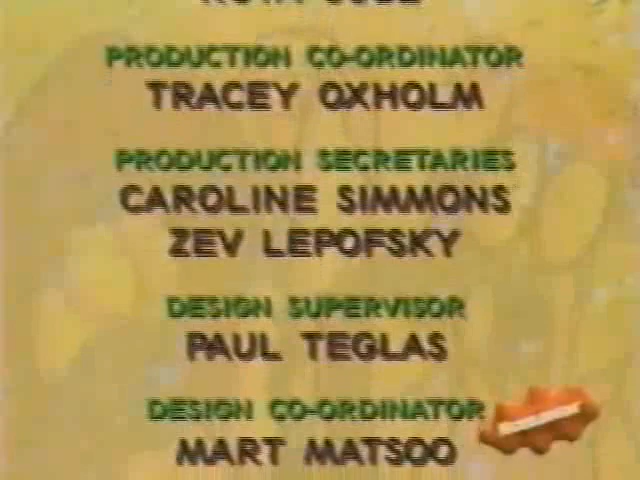 PRODUCTION CO-ORDINATOR
TRACEY OXHOLM
PRODUCTION SECRETARIES
CAROLINE SIMMONS
ZEV LEPOFSKY
DESIGN SUPERVISOR
PAUL TEGLAS
DESIGN CO-ORDINATOR
MART MATSOO